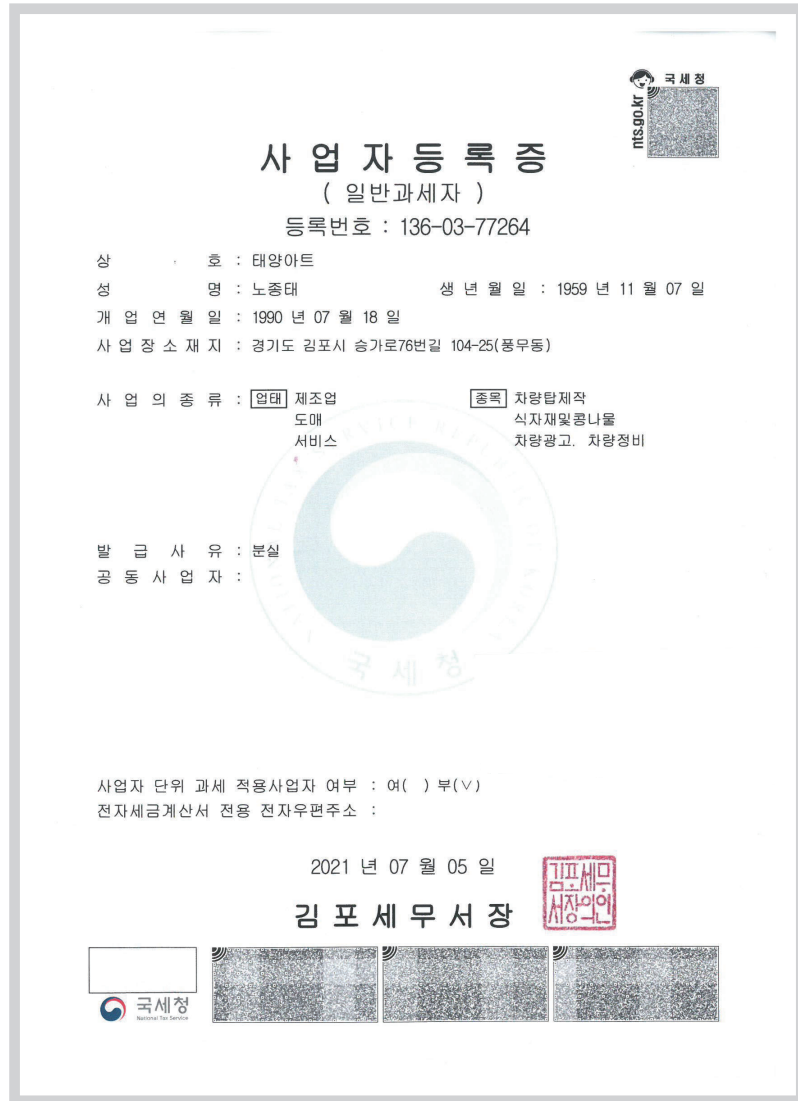 국세청
nts.go.kr
사업자등록증
( 일반과세자 )
등록번호 : 136-03-77264
상 호 : 태양아트
성 명 : 노종태 생 년 월 일 : 1959 년 11 월 07 일
개 업 연 월 일 : 1990 년 07 월 18 일
사 업 장 소 재 지 : 경기도 김포시 승가로76번길 104-25(풍무동)
사 업 의 종 류 : 업태 제조업 종목 차량탑제작
도매 식자재및콩나물
서비스 차량광고, 차량정비
발 급 사 유 : 분실
공 동 사 업 자 :
국세청
사업자 단위 과세 적용사업자 여부 : 여( ) 부(∨)
전자세금계산서 전용 전자우편주소 :
2021 년 07 월 05 일
김포세무서장
김포세무
서장의인
국세청
National Tax Service